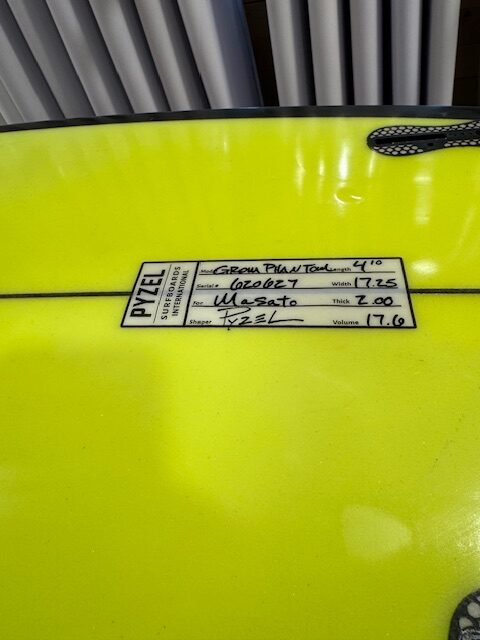 PYZEL
SURFBOARDS
INTERNATIONAL
Model Grom Phantom Length 4'10
Serial # 620627 Width 17.25
For Masato Thick 2.00
Shaper Pyzel Volume 17.6